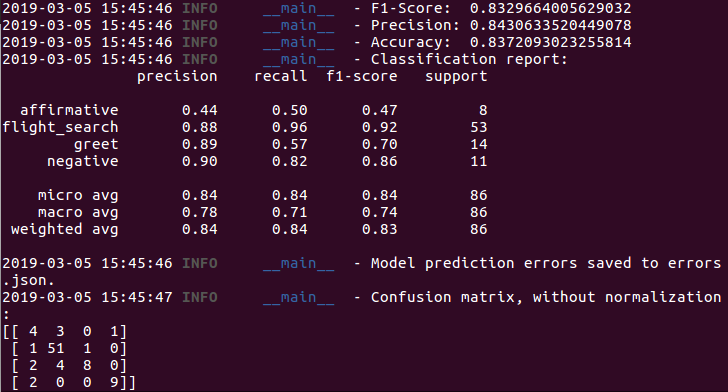 2019-03-05 15:45:46 INFO     __main__  - F1-Score:  0.8329664005629032
2019-03-05 15:45:46 INFO     __main__  - Precision: 0.8430633520449078
2019-03-05 15:45:46 INFO     __main__  - Accuracy:  0.8372093023255814
2019-03-05 15:45:46 INFO     __main__  - Classification report:
precision    recall  f1-score   support
affirmative       0.44      0.50      0.47         8
flight_search       0.88      0.96      0.92        53
greet       0.89      0.57      0.70        14
negative       0.90      0.82      0.86        11
micro avg       0.84      0.84      0.84        86
macro avg       0.78      0.71      0.74        86
weighted avg       0.84      0.84      0.83        86
2019-03-05 15:45:46 INFO     __main__  - Model prediction errors saved to errors
.json.
2019-03-05 15:45:47 INFO     __main__  - Confusion matrix, without normalization
:
[[ 4  3  0  1]
[ 1 51  1  0]
[ 2  4  8  0]
[ 2  0  0  9]]